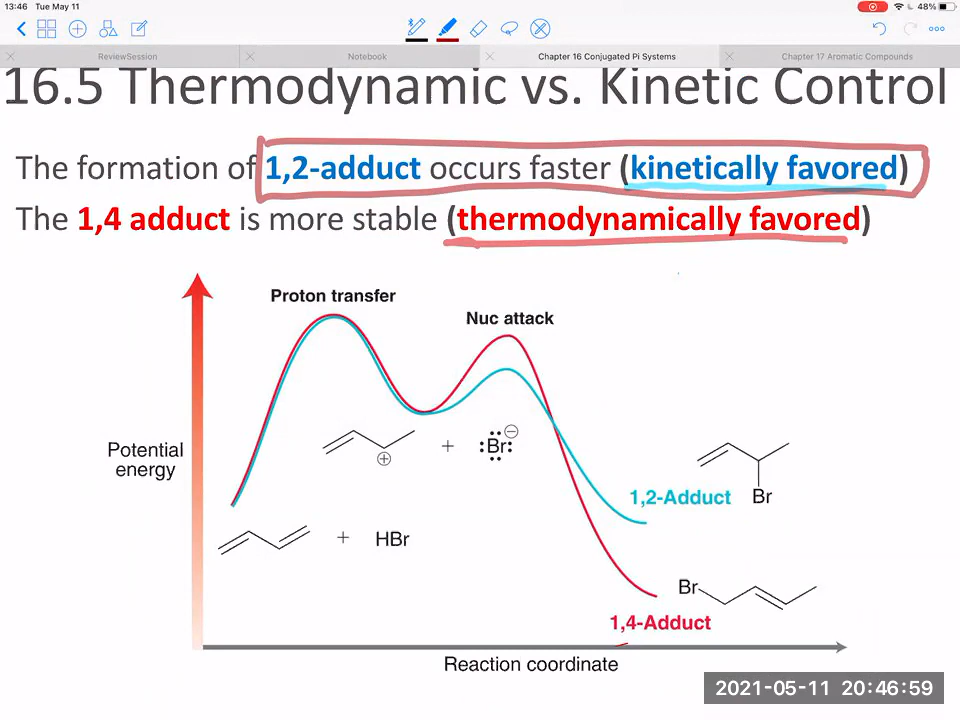 13:46 Tue May 11 48%
ReviewSession Notebook Chapter 16 Conjugated Pi Systems Chapter 17 Aromatic Compounds
16.5 Thermodynamic vs. Kinetic Control
The formation of 1,2-adduct occurs faster (kinetically favored)
The 1,4 adduct is more stable (thermodynamically favored)
Proton transfer
Nuc attack
Potential
energy
+ :Br: ⊖
⊕
1,2-Adduct Br
+ HBr
Br
1,4-Adduct
Reaction coordinate
2021-05-11 20:46:59